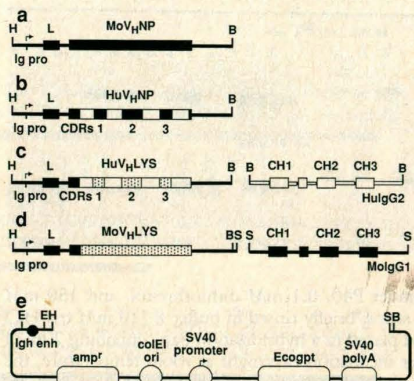 a
H L MoVHNP B
Ig pro
b
H L HuVHNP B
Ig pro CDRs 1 2 3
c
H L HuVHLYS B B CH1 CH2 CH3 B
Ig pro CDRs 1 2 3 HuIgG2
d
H L MoVHLYS BS S CH1 CH2 CH3 S
Ig pro MoIgG1
e
E EH SB
Igh enh
ampr colEI ori SV40 promoter Ecogpt SV40 polyA